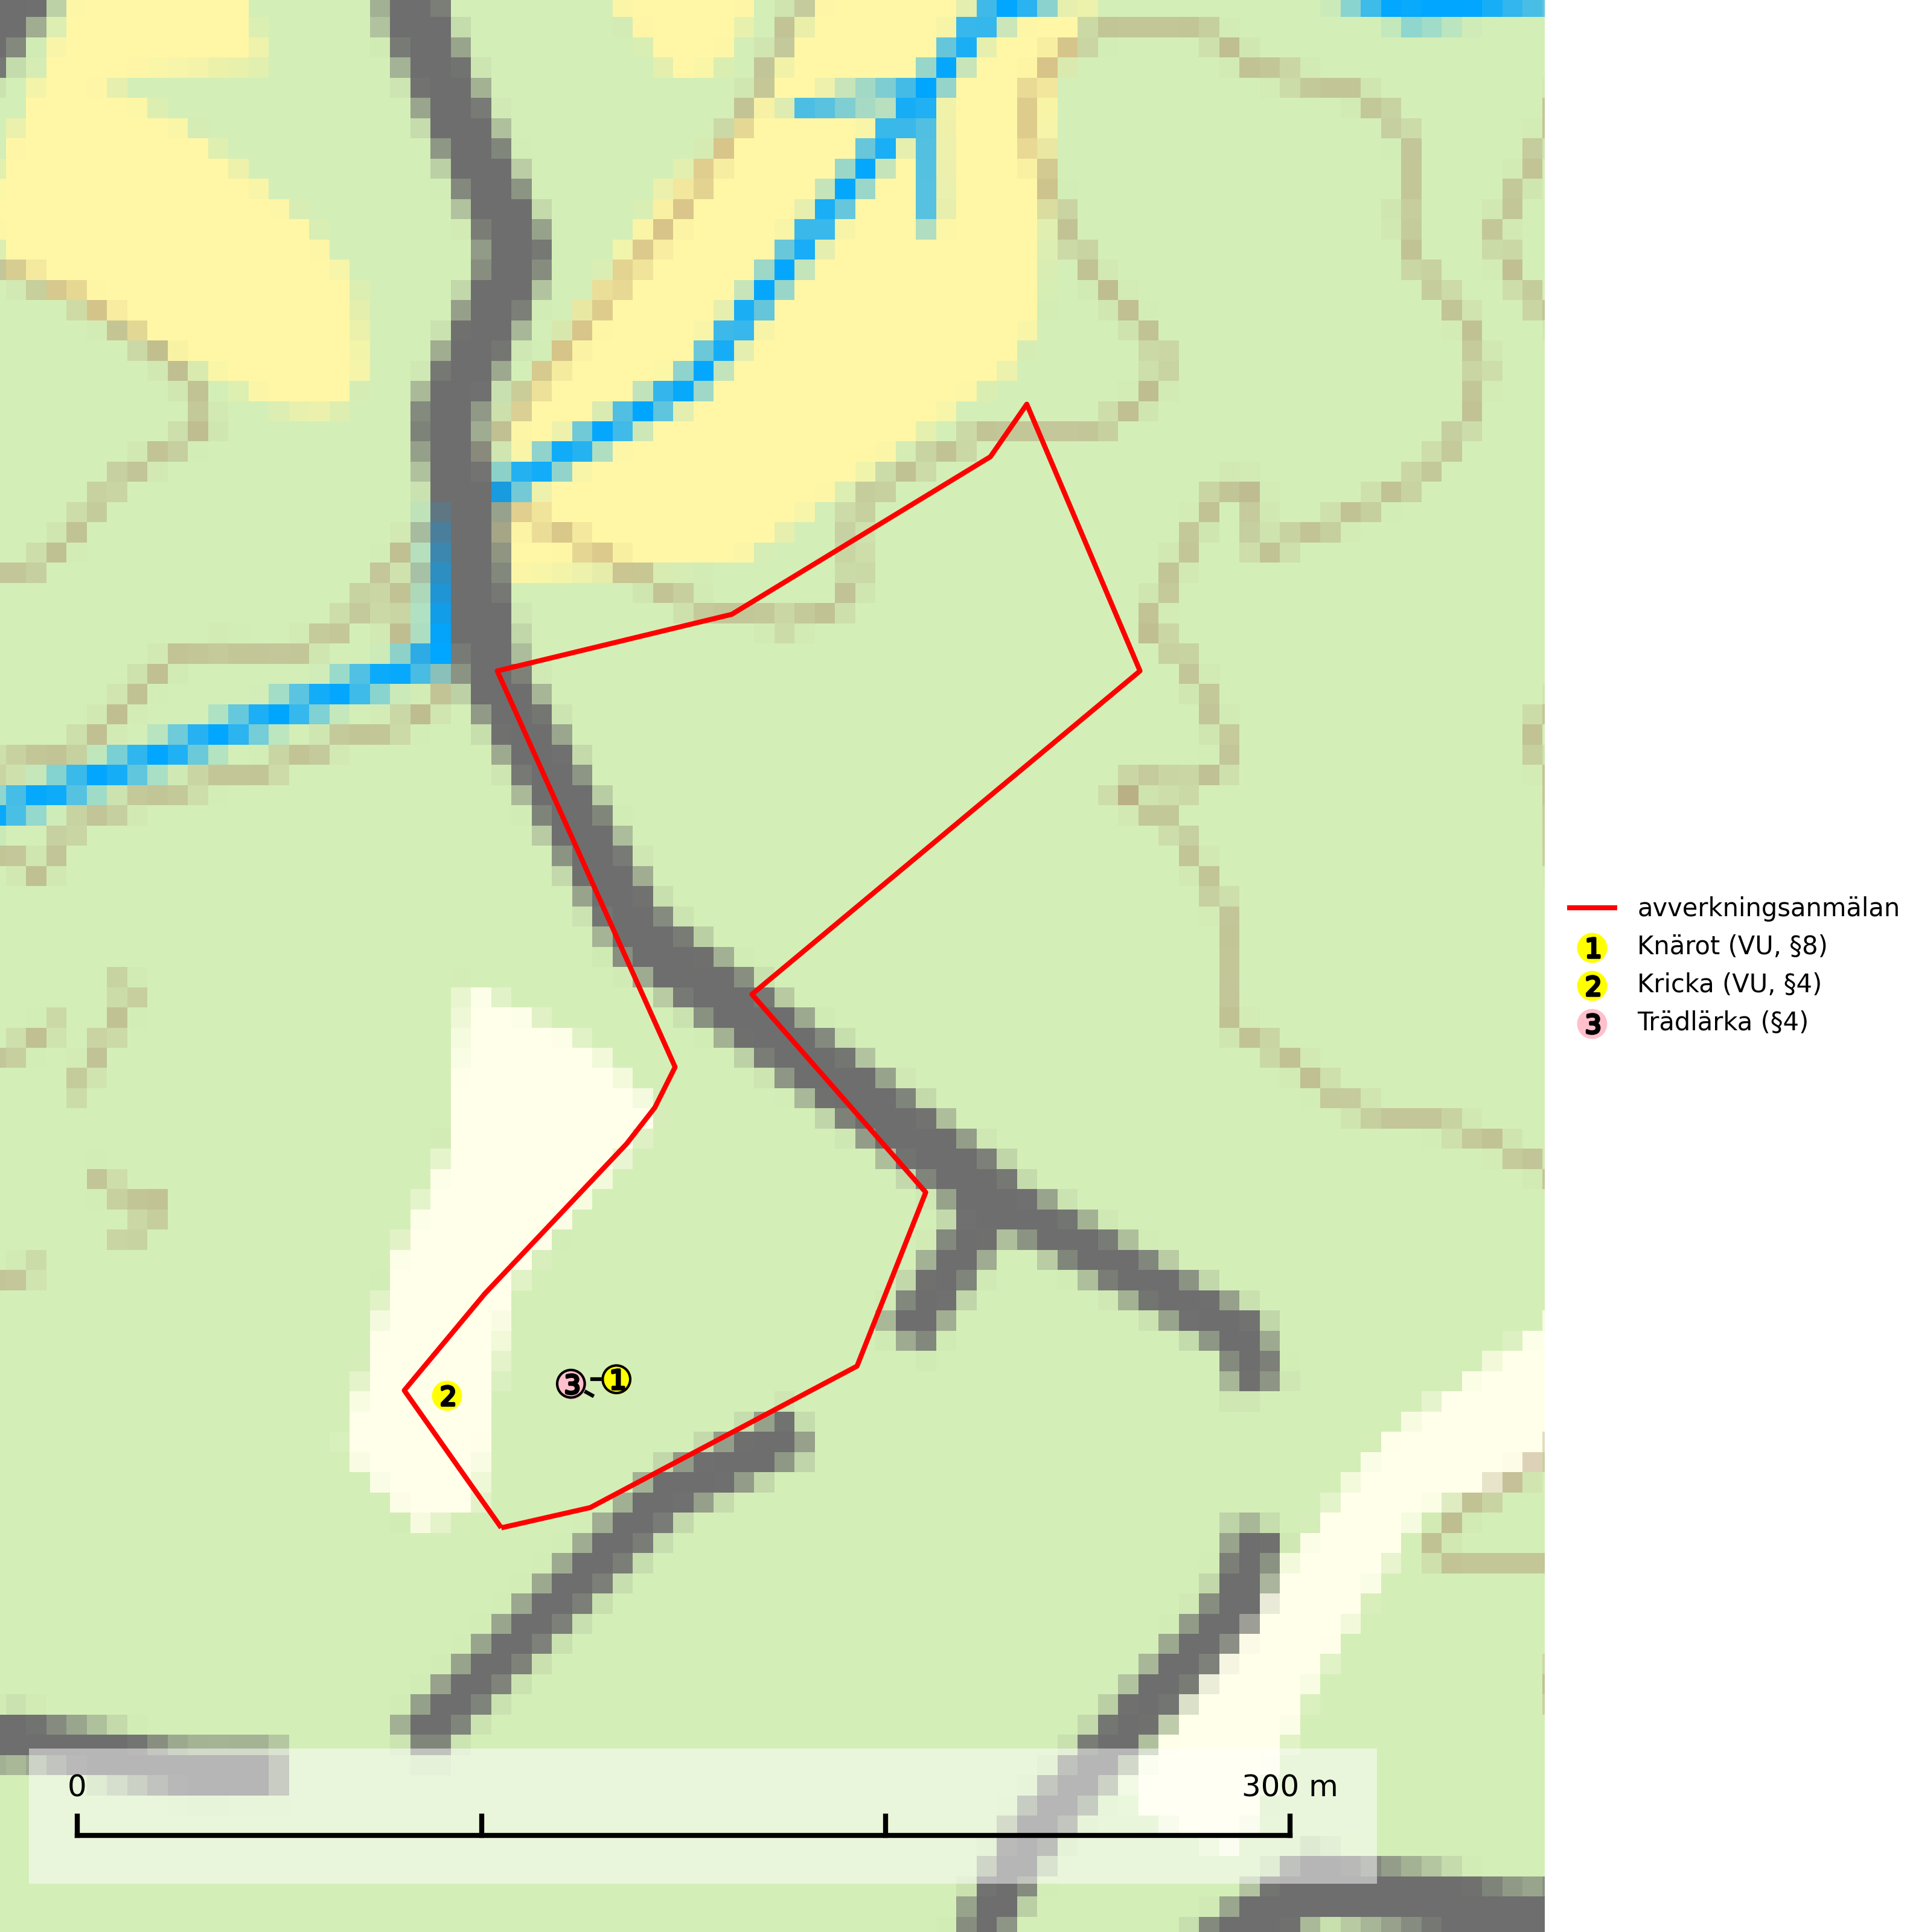 avverkningsanmälan
1 Knärot (VU, §8)
2 Kricka (VU, §4)
3 Trädlärka (§4)
2
3
1
0
300 m